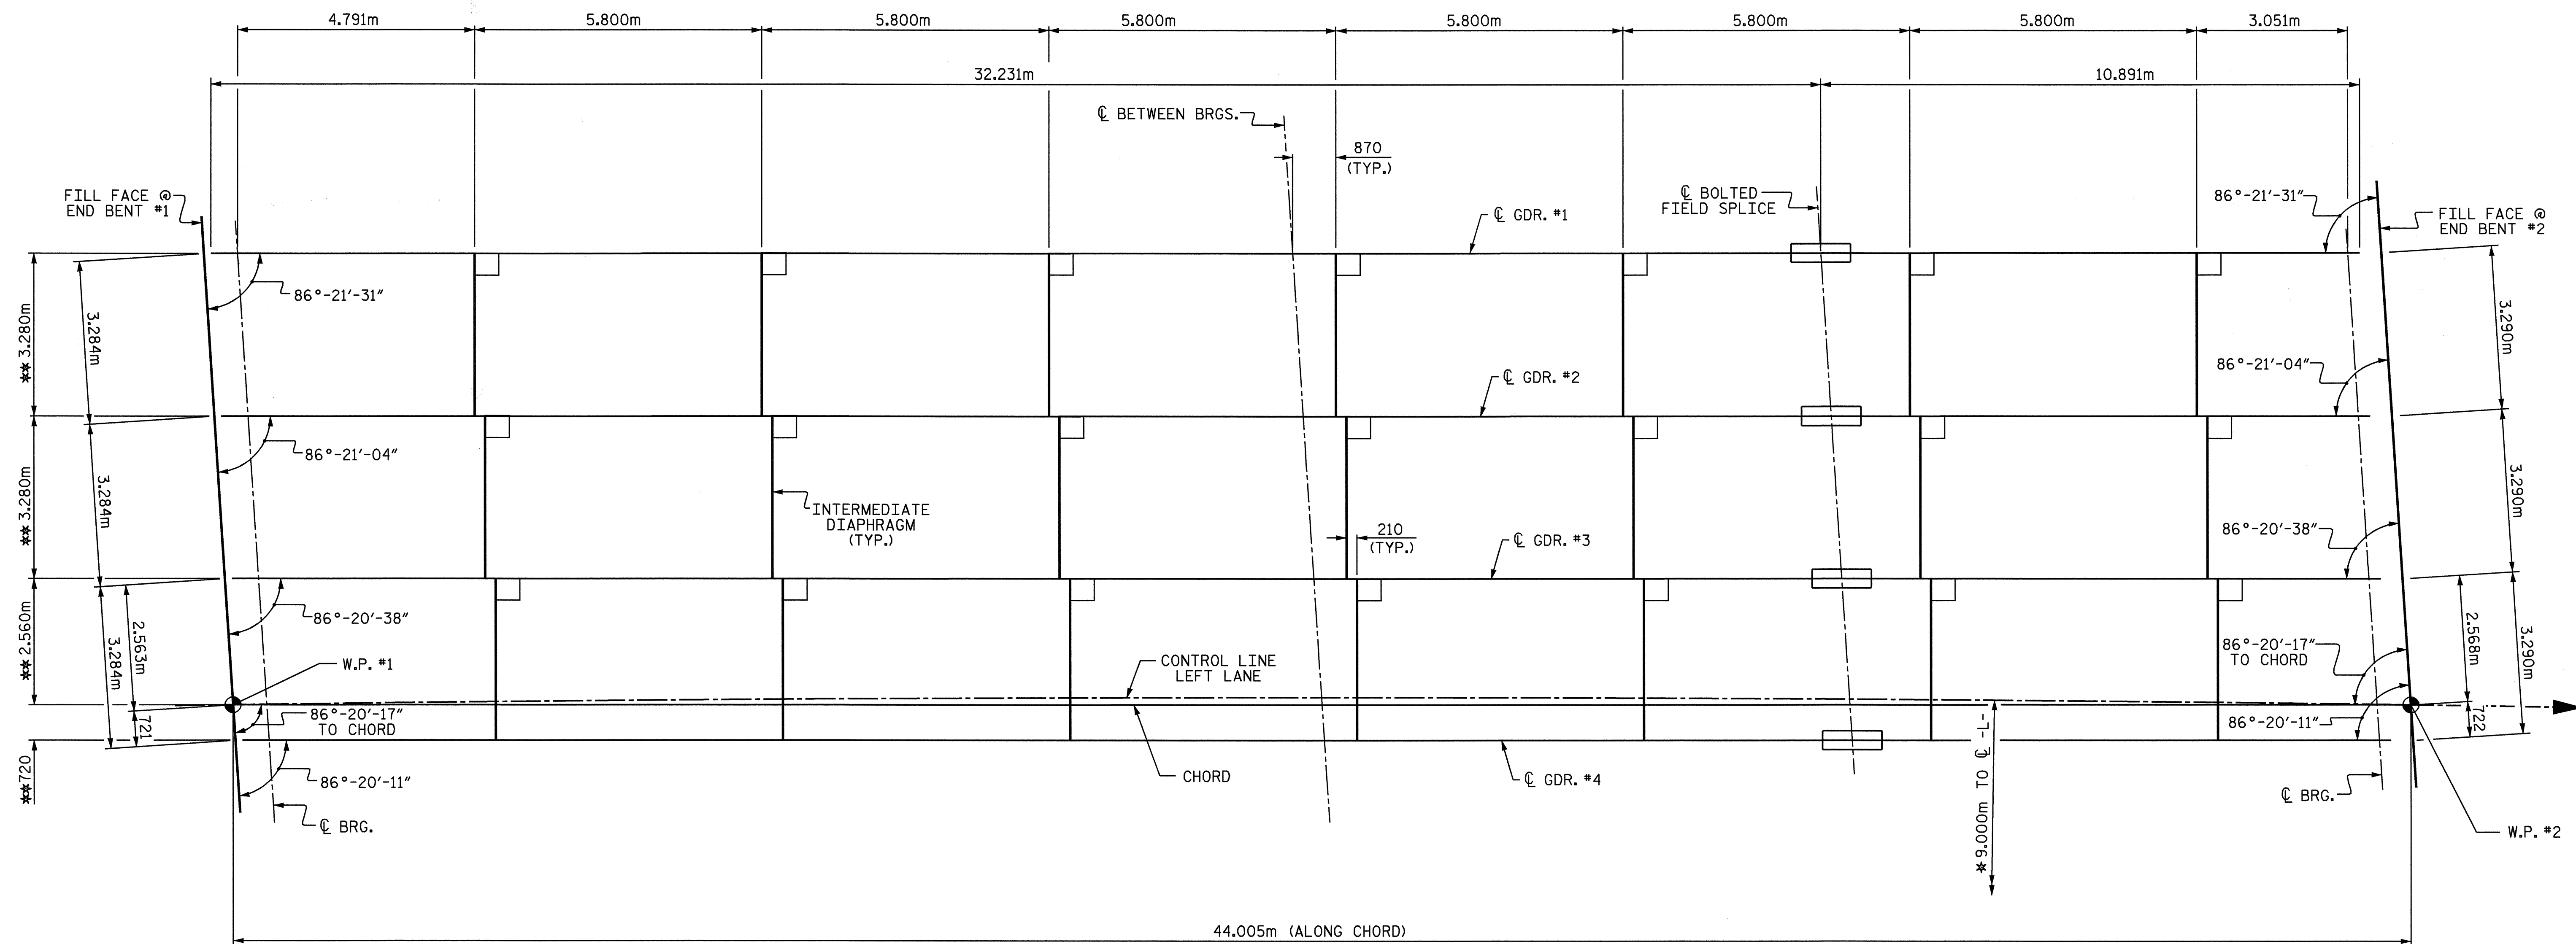 4.791m 5.800m 5.800m 5.800m 5.800m 5.800m 5.800m 3.051m
32.231m 10.891m
℄ BETWEEN BRGS.
870
(TYP.)
FILL FACE @
END BENT #1
℄ BOLTED
FIELD SPLICE
86°-21'-31"
FILL FACE @
END BENT #2
℄ GDR. #1
86°-21'-31"
**3.280m
3.284m
3.290m
℄ GDR. #2
86°-21'-04"
86°-21'-04"
**3.280m
3.284m
3.290m
INTERMEDIATE
DIAPHRAGM
(TYP.)
210
(TYP.)
℄ GDR. #3
86°-20'-38"
86°-20'-38"
**2.560m
3.284m
2.563m
721
W.P. #1
CONTROL LINE
LEFT LANE
86°-20'-17"
TO CHORD
2.568m
3.290m
722
86°-20'-17"
TO CHORD
86°-20'-11"
**720
86°-20'-11"
CHORD
℄ GDR. #4
*9.000m TO ℄ -L-
℄ BRG.
℄ BRG.
W.P. #2
44.005m (ALONG CHORD)